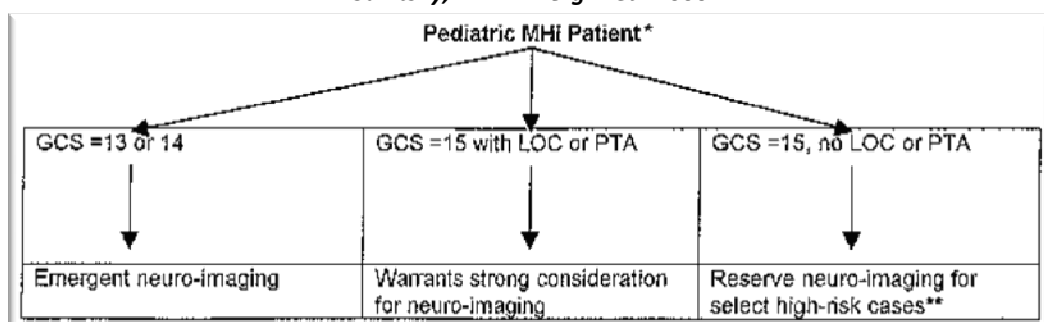 Pediatric MHi Patient*
GCS =13 or 14
GCS =15 with LOC or PTA
GCS =15, no LOC or PTA
Emergent neuro-imaging
Warrants strong consideration
for neuro-imaging
Reserve neuro-imaging for
select high-risk cases**